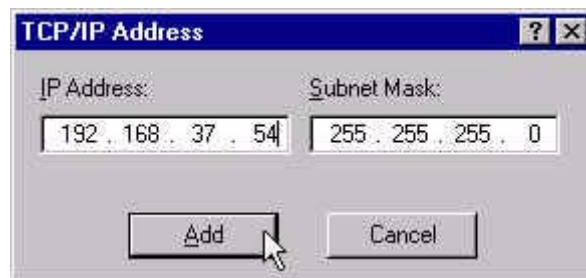 TCP/IP Address
IP Address: Subnet Mask:
192 . 168 . 37 . 54 255 . 255 . 255 . 0
Add Cancel